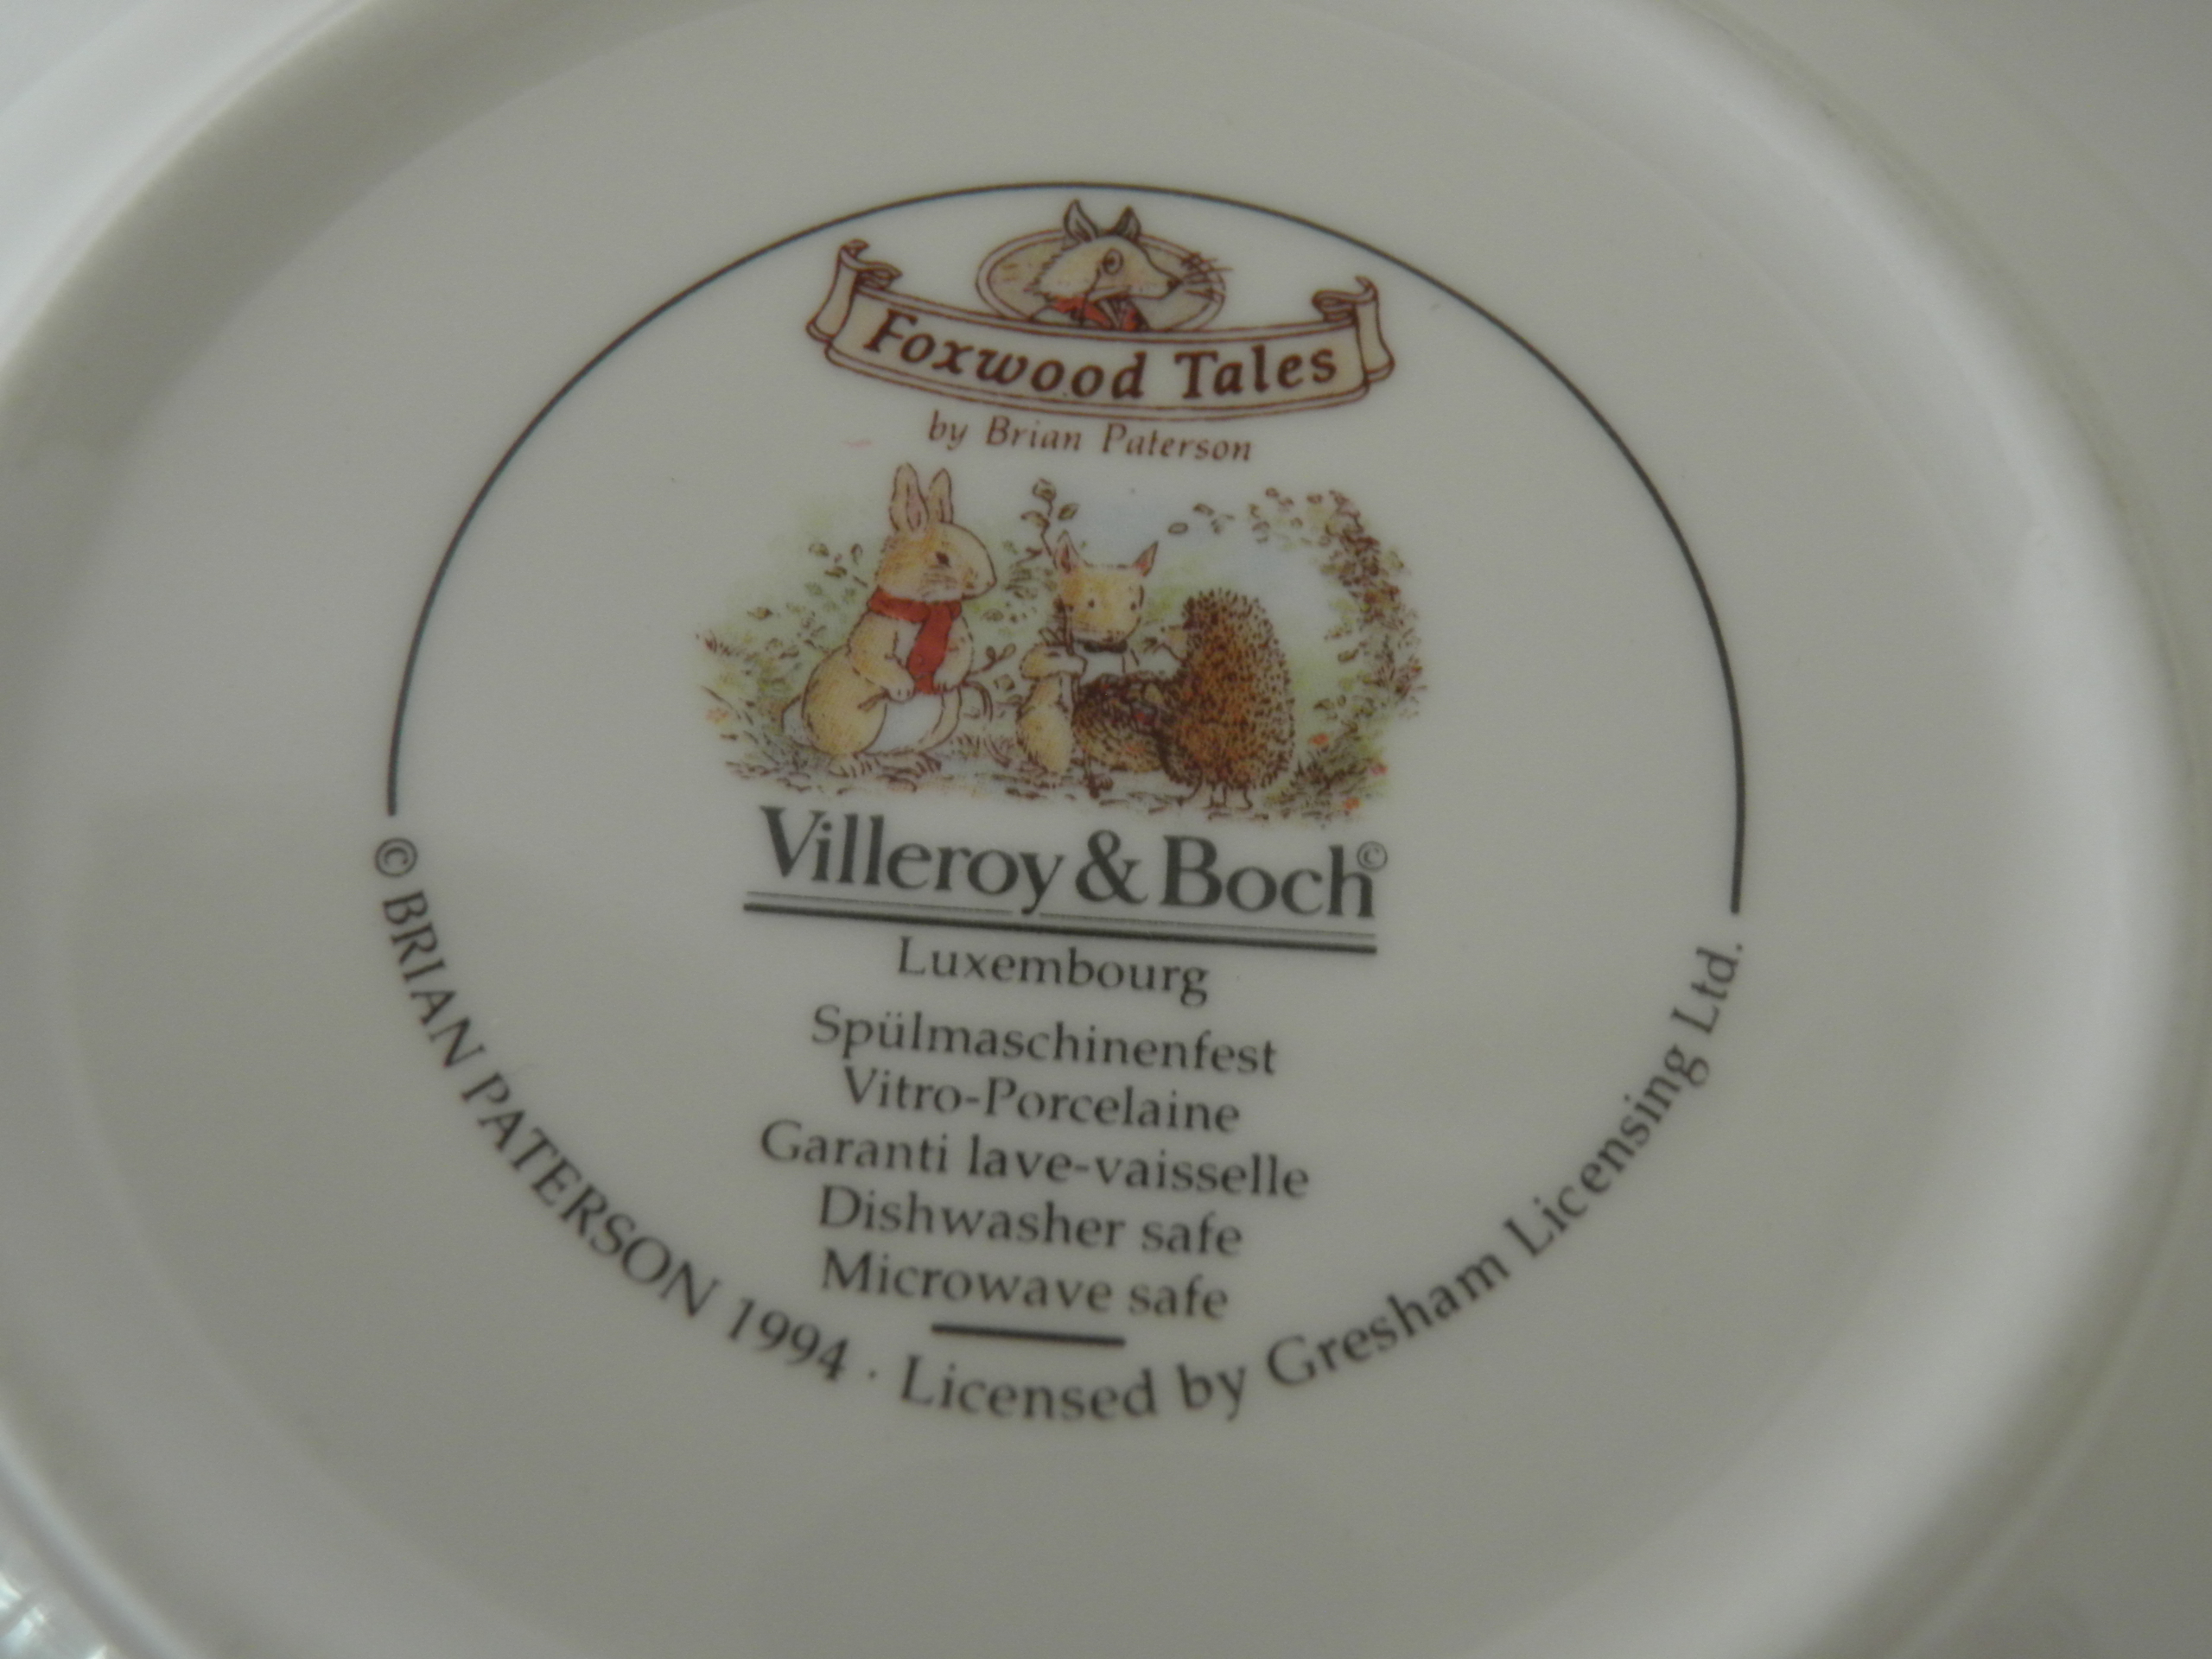 Foxwood Tales
by Brian Paterson
Villeroy & Boch©
Luxembourg
Spülmaschinenfest
Vitro-Porcelaine
Garanti lave-vaisselle
Dishwasher safe
Microwave safe
© BRIAN PATERSON 1994 · Licensed by Gresham Licensing Ltd.